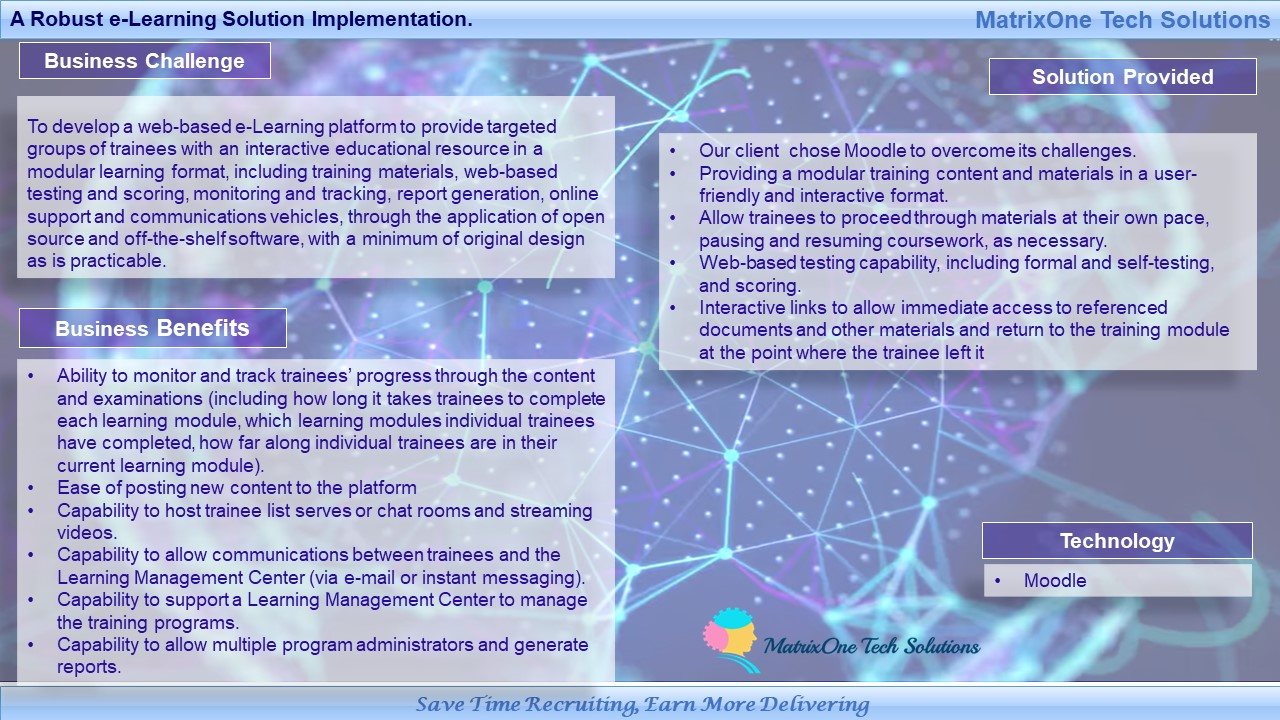 A Robust e-Learning Solution Implementation.
MatrixOne Tech Solutions
Business Challenge
To develop a web-based e-Learning platform to provide targeted
groups of trainees with an interactive educational resource in a
modular learning format, including training materials, web-based
testing and scoring, monitoring and tracking, report generation, online
support and communications vehicles, through the application of open
source and off-the-shelf software, with a minimum of original design
as is practicable.
Business Benefits
• Ability to monitor and track trainees’ progress through the content
and examinations (including how long it takes trainees to complete
each learning module, which learning modules individual trainees
have completed, how far along individual trainees are in their
current learning module).
• Ease of posting new content to the platform
• Capability to host trainee list serves or chat rooms and streaming
videos.
• Capability to allow communications between trainees and the
Learning Management Center (via e-mail or instant messaging).
• Capability to support a Learning Management Center to manage
the training programs.
• Capability to allow multiple program administrators and generate
reports.
Solution Provided
• Our client chose Moodle to overcome its challenges.
• Providing a modular training content and materials in a user-
friendly and interactive format.
• Allow trainees to proceed through materials at their own pace,
pausing and resuming coursework, as necessary.
• Web-based testing capability, including formal and self-testing,
and scoring.
• Interactive links to allow immediate access to referenced
documents and other materials and return to the training module
at the point where the trainee left it
Technology
• Moodle
MatrixOne Tech Solutions
Save Time Recruiting, Earn More Delivering